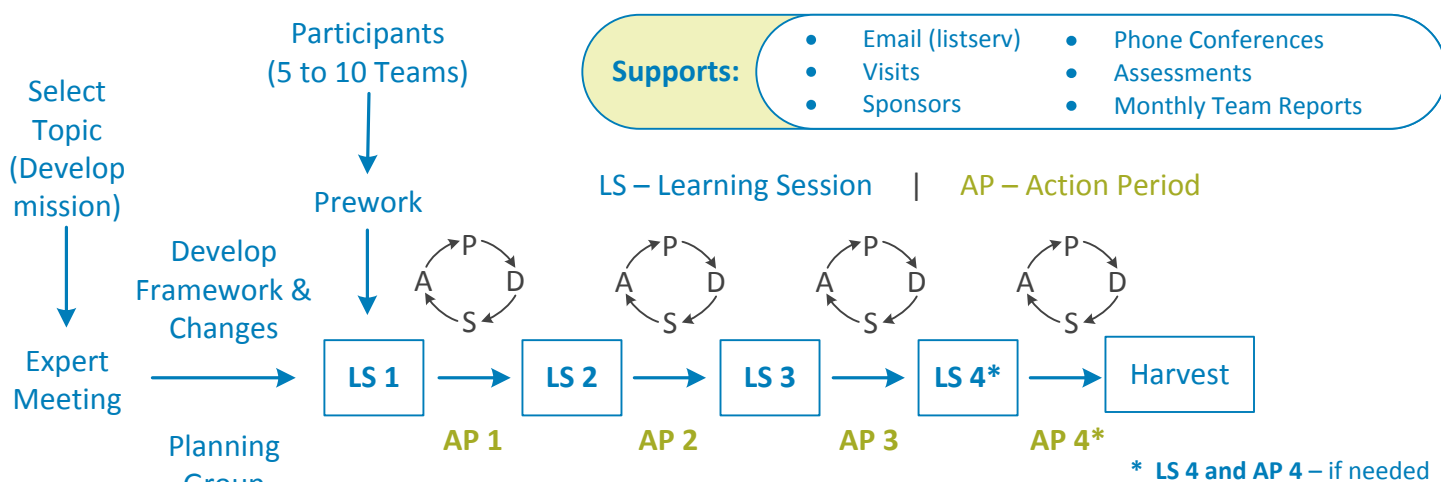 Participants
(5 to 10 Teams)
Supports:
• Email (listserv)
• Visits
• Sponsors
• Phone Conferences
• Assessments
• Monthly Team Reports
Select
Topic
(Develop
mission)
Prework
LS – Learning Session | AP – Action Period
Develop
Framework &
Changes
P
A D
S
P
A D
S
P
A D
S
P
A D
S
Expert
Meeting
LS 1
LS 2
LS 3
LS 4*
Harvest
AP 1
AP 2
AP 3
AP 4*
Planning
Group
* LS 4 and AP 4 – if needed